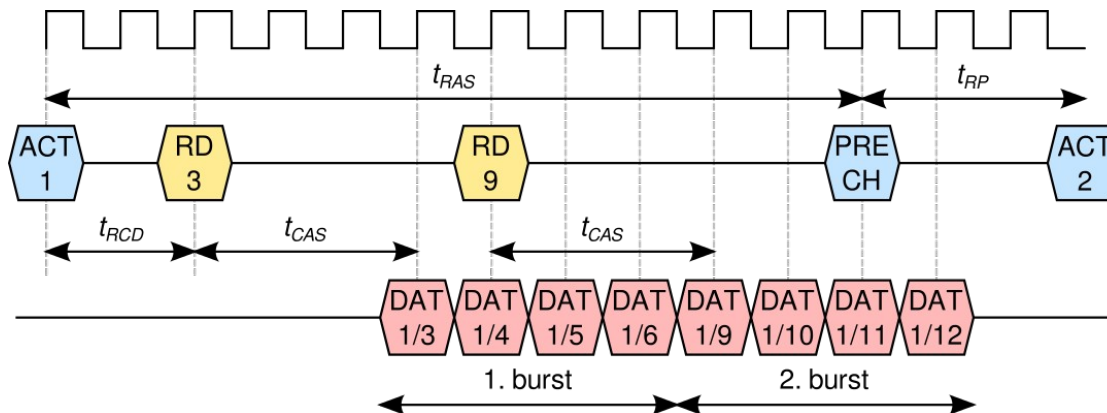 tRAS
tRP
ACT
1
RD
3
RD
9
PRE
CH
ACT
2
tRCD
tCAS
tCAS
DAT
1/3
DAT
1/4
DAT
1/5
DAT
1/6
DAT
1/9
DAT
1/10
DAT
1/11
DAT
1/12
1. burst
2. burst